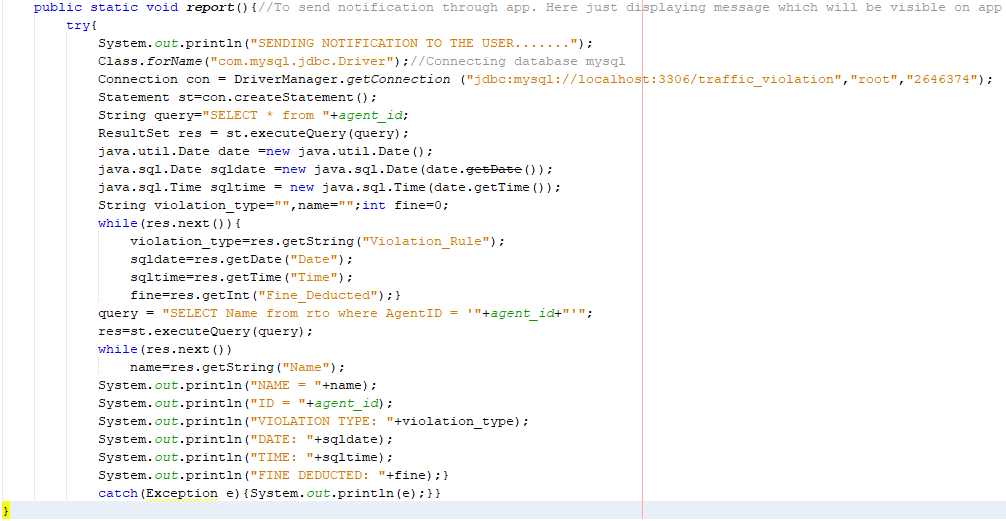 public static void report(){//To send notification through app. Here just displaying message which will be visible on app
try{
System.out.println("SENDING NOTIFICATION TO THE USER.......");
Class.forName("com.mysql.jdbc.Driver");//Connecting database mysql
Connection con = DriverManager.getConnection ("jdbc:mysql://localhost:3306/traffic_violation","root","2646374");
Statement st=con.createStatement();
String query="SELECT * from "+agent_id;
ResultSet res = st.executeQuery(query);
java.util.Date date =new java.util.Date();
java.sql.Date sqldate =new java.sql.Date(date.getDate());
java.sql.Time sqltime = new java.sql.Time(date.getTime());
String violation_type="",name="";int fine=0;
while(res.next()){
violation_type=res.getString("Violation_Rule");
sqldate=res.getDate("Date");
sqltime=res.getTime("Time");
fine=res.getInt("Fine_Deducted");}
query = "SELECT Name from rto where AgentID = '"+agent_id+"'";
res=st.executeQuery(query);
while(res.next())
name=res.getString("Name");
System.out.println("NAME = "+name);
System.out.println("ID = "+agent_id);
System.out.println("VIOLATION TYPE: "+violation_type);
System.out.println("DATE: "+sqldate);
System.out.println("TIME: "+sqltime);
System.out.println("FINE DEDUCTED: "+fine);}
catch(Exception e){System.out.println(e);}}
}